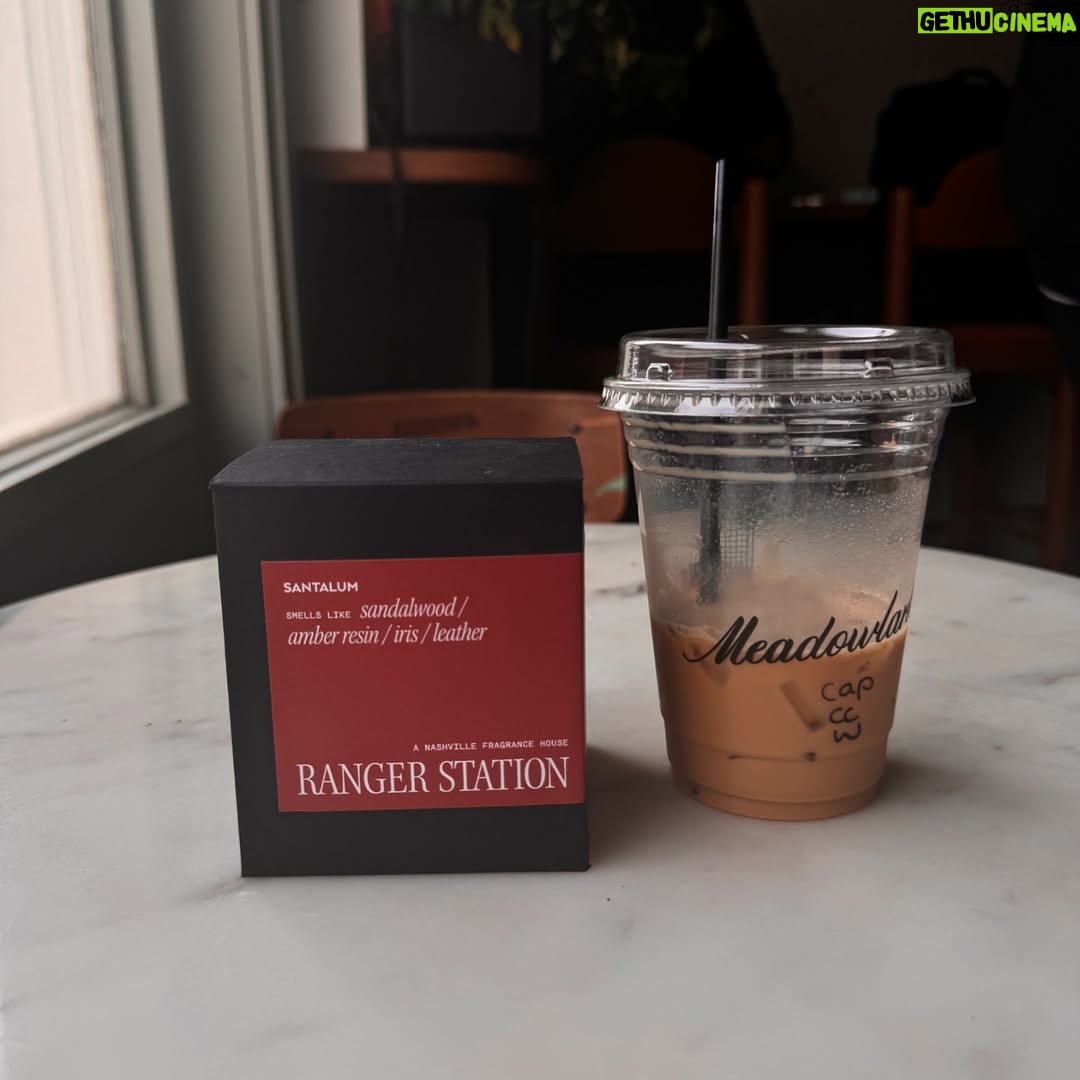 GETHUCINEMA
SANTALUM
SMELLS LIKE sandalwood /
amber resin / iris / leather
A NASHVILLE FRAGRANCE HOUSE
RANGER STATION
Meadowlar
cap
cc
w